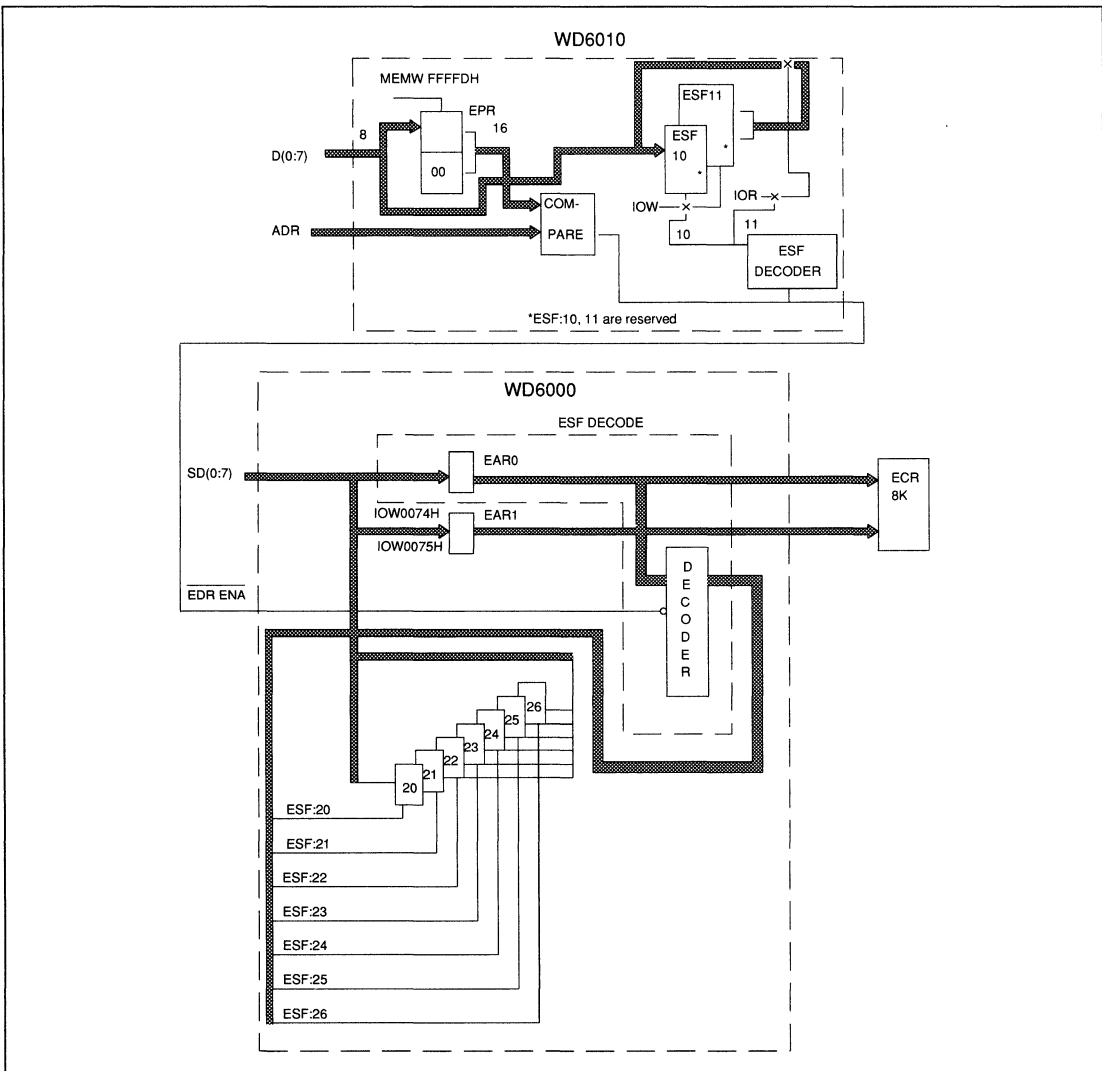 WD6010
MEMW FFFFDH
EPR
8
16
00
D(0:7)
ESF11
*
ESF
10
*
COM-
PARE
ADR
IOW
IOR
10
11
ESF
DECODER
*ESF:10, 11 are reserved
WD6000
ESF DECODE
SD(0:7)
EAR0
ECR
8K
IOW0074H
EAR1
IOW0075H
EDR ENA
DECODER
26
25
24
23
22
21
20
ESF:20
ESF:21
ESF:22
ESF:23
ESF:24
ESF:25
ESF:26